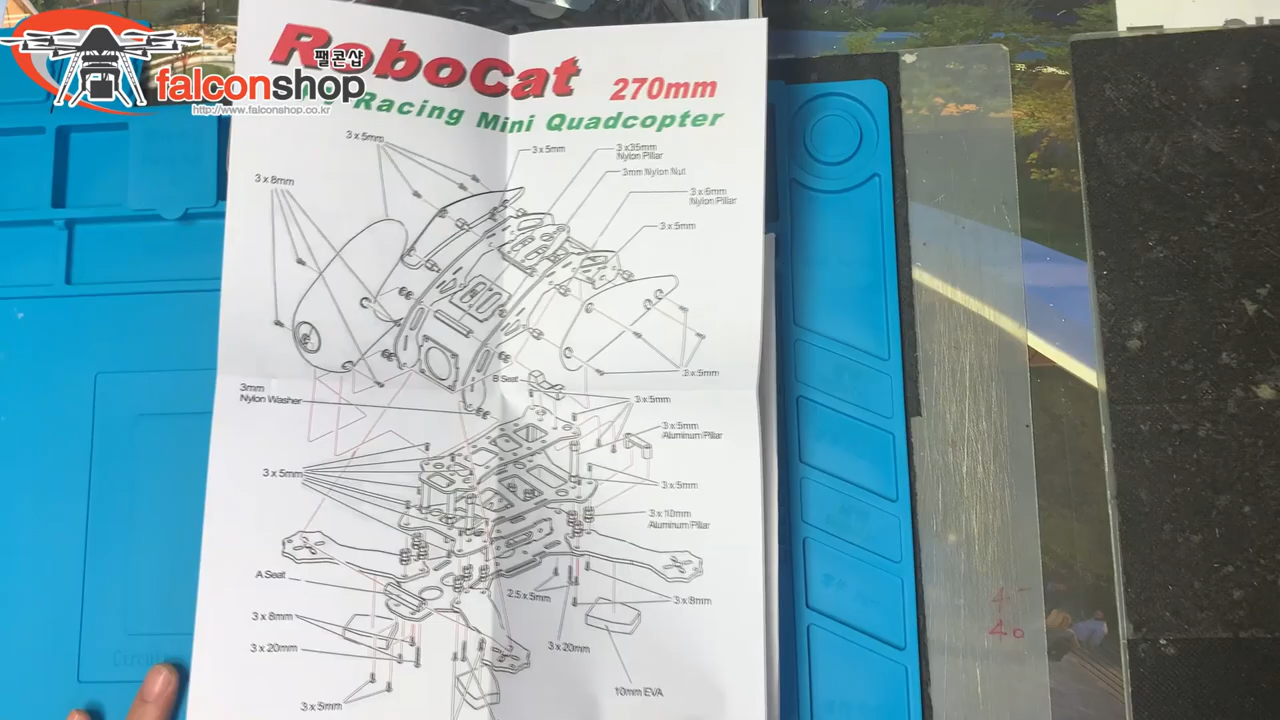 RoboCat 270mm
Racing Mini Quadcopter
팰콘샵
falconshop
http://www.falconshop.co.kr
3 x 5mm
3 x 5mm
3 x 35mm
Nylon Pillar
3mm Nylon Nut
3 x 8mm
3 x 6mm
Nylon Pillar
3 x 5mm
3 x 5mm
B Seat
3mm
Nylon Washer
3 x 5mm
3 x 5mm
Aluminum Pillar
3 x 5mm
3 x 5mm
3 x 10mm
Aluminum Pillar
A Seat
2.5 x 5mm
3 x 8mm
3 x 8mm
3 x 20mm
3 x 20mm
10mm EVA
3 x 5mm
4
40